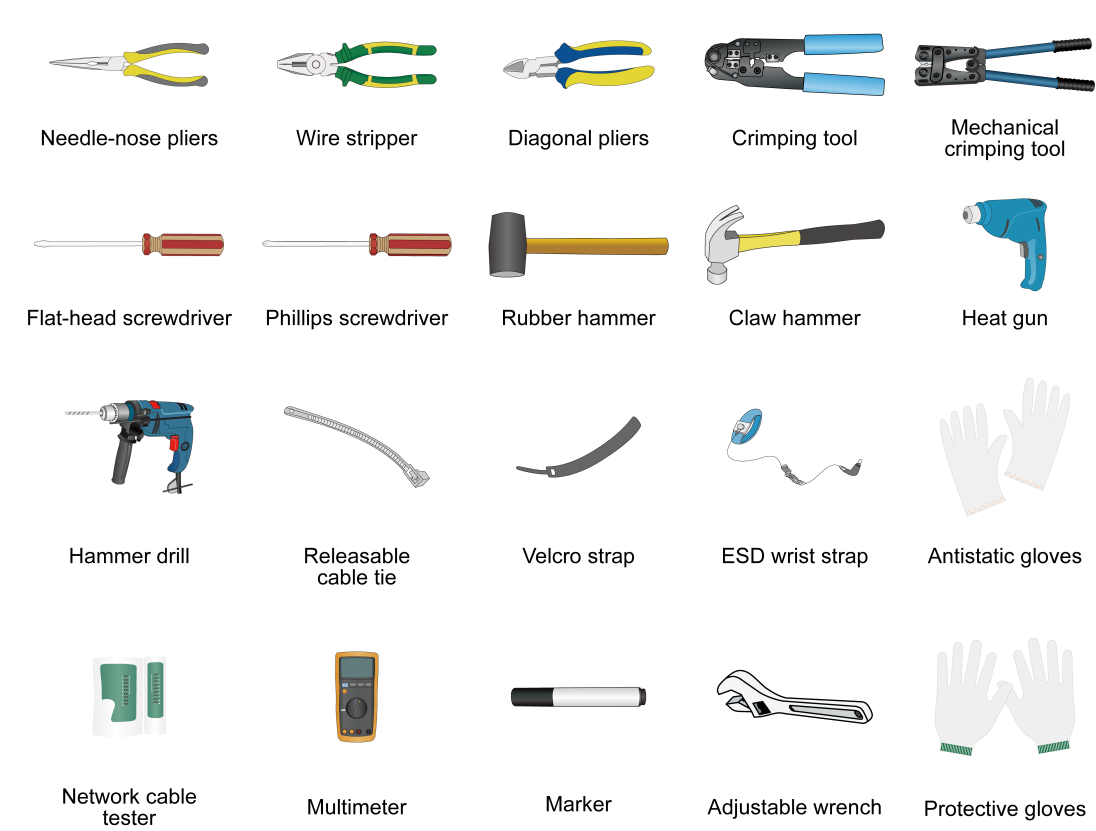 Needle-nose pliers
Wire stripper
Diagonal pliers
Crimping tool
Mechanical
crimping tool
Flat-head screwdriver
Phillips screwdriver
Rubber hammer
Claw hammer
Heat gun
Hammer drill
Releasable
cable tie
Velcro strap
ESD wrist strap
Antistatic gloves
Network cable
tester
Multimeter
Marker
Adjustable wrench
Protective gloves